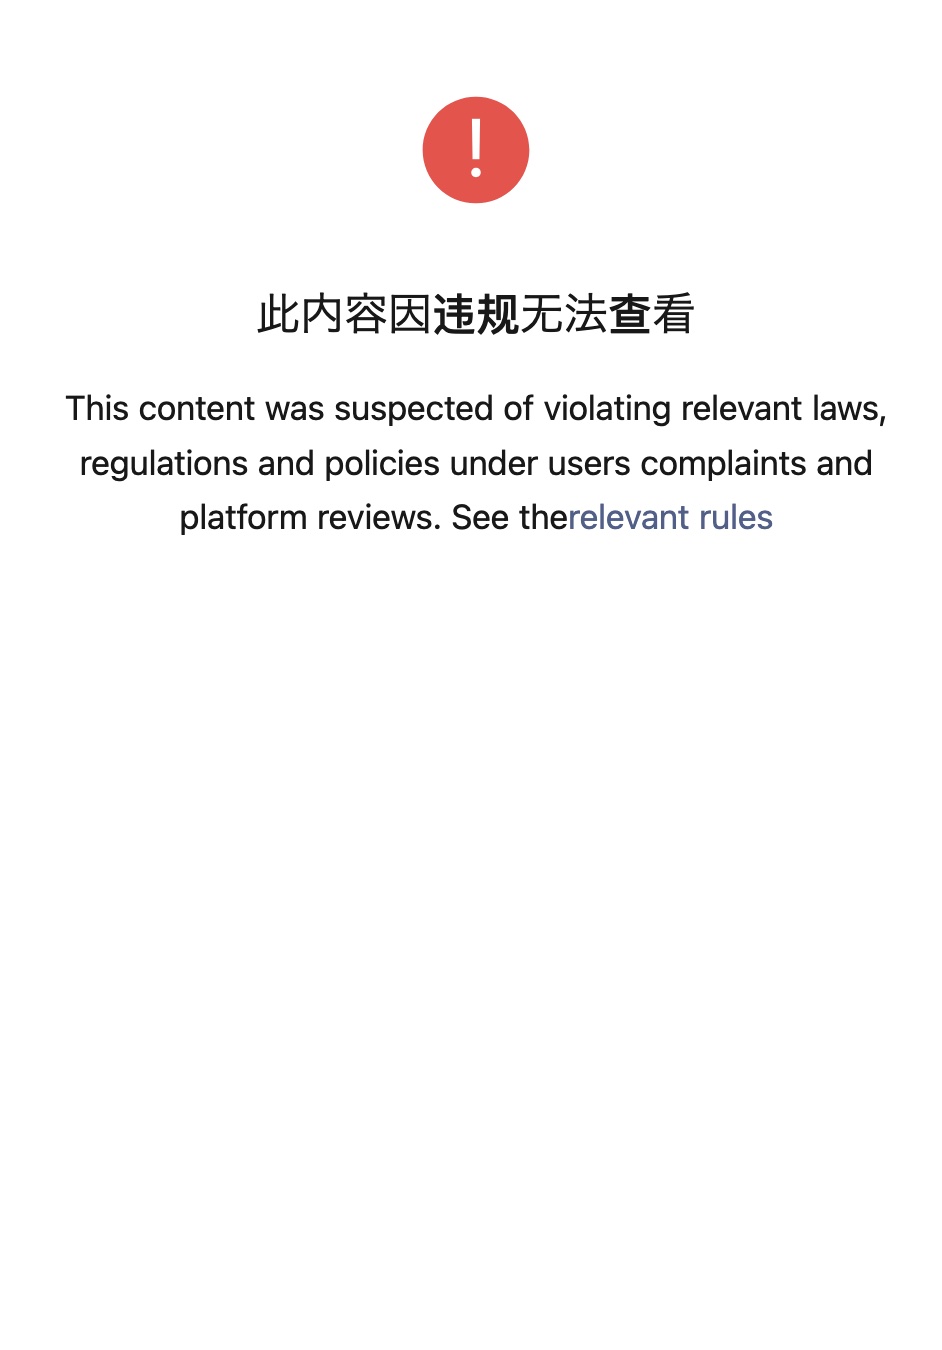 此内容因违规无法查看
This content was suspected of violating relevant laws,
regulations and policies under users complaints and
platform reviews. See therelevant rules